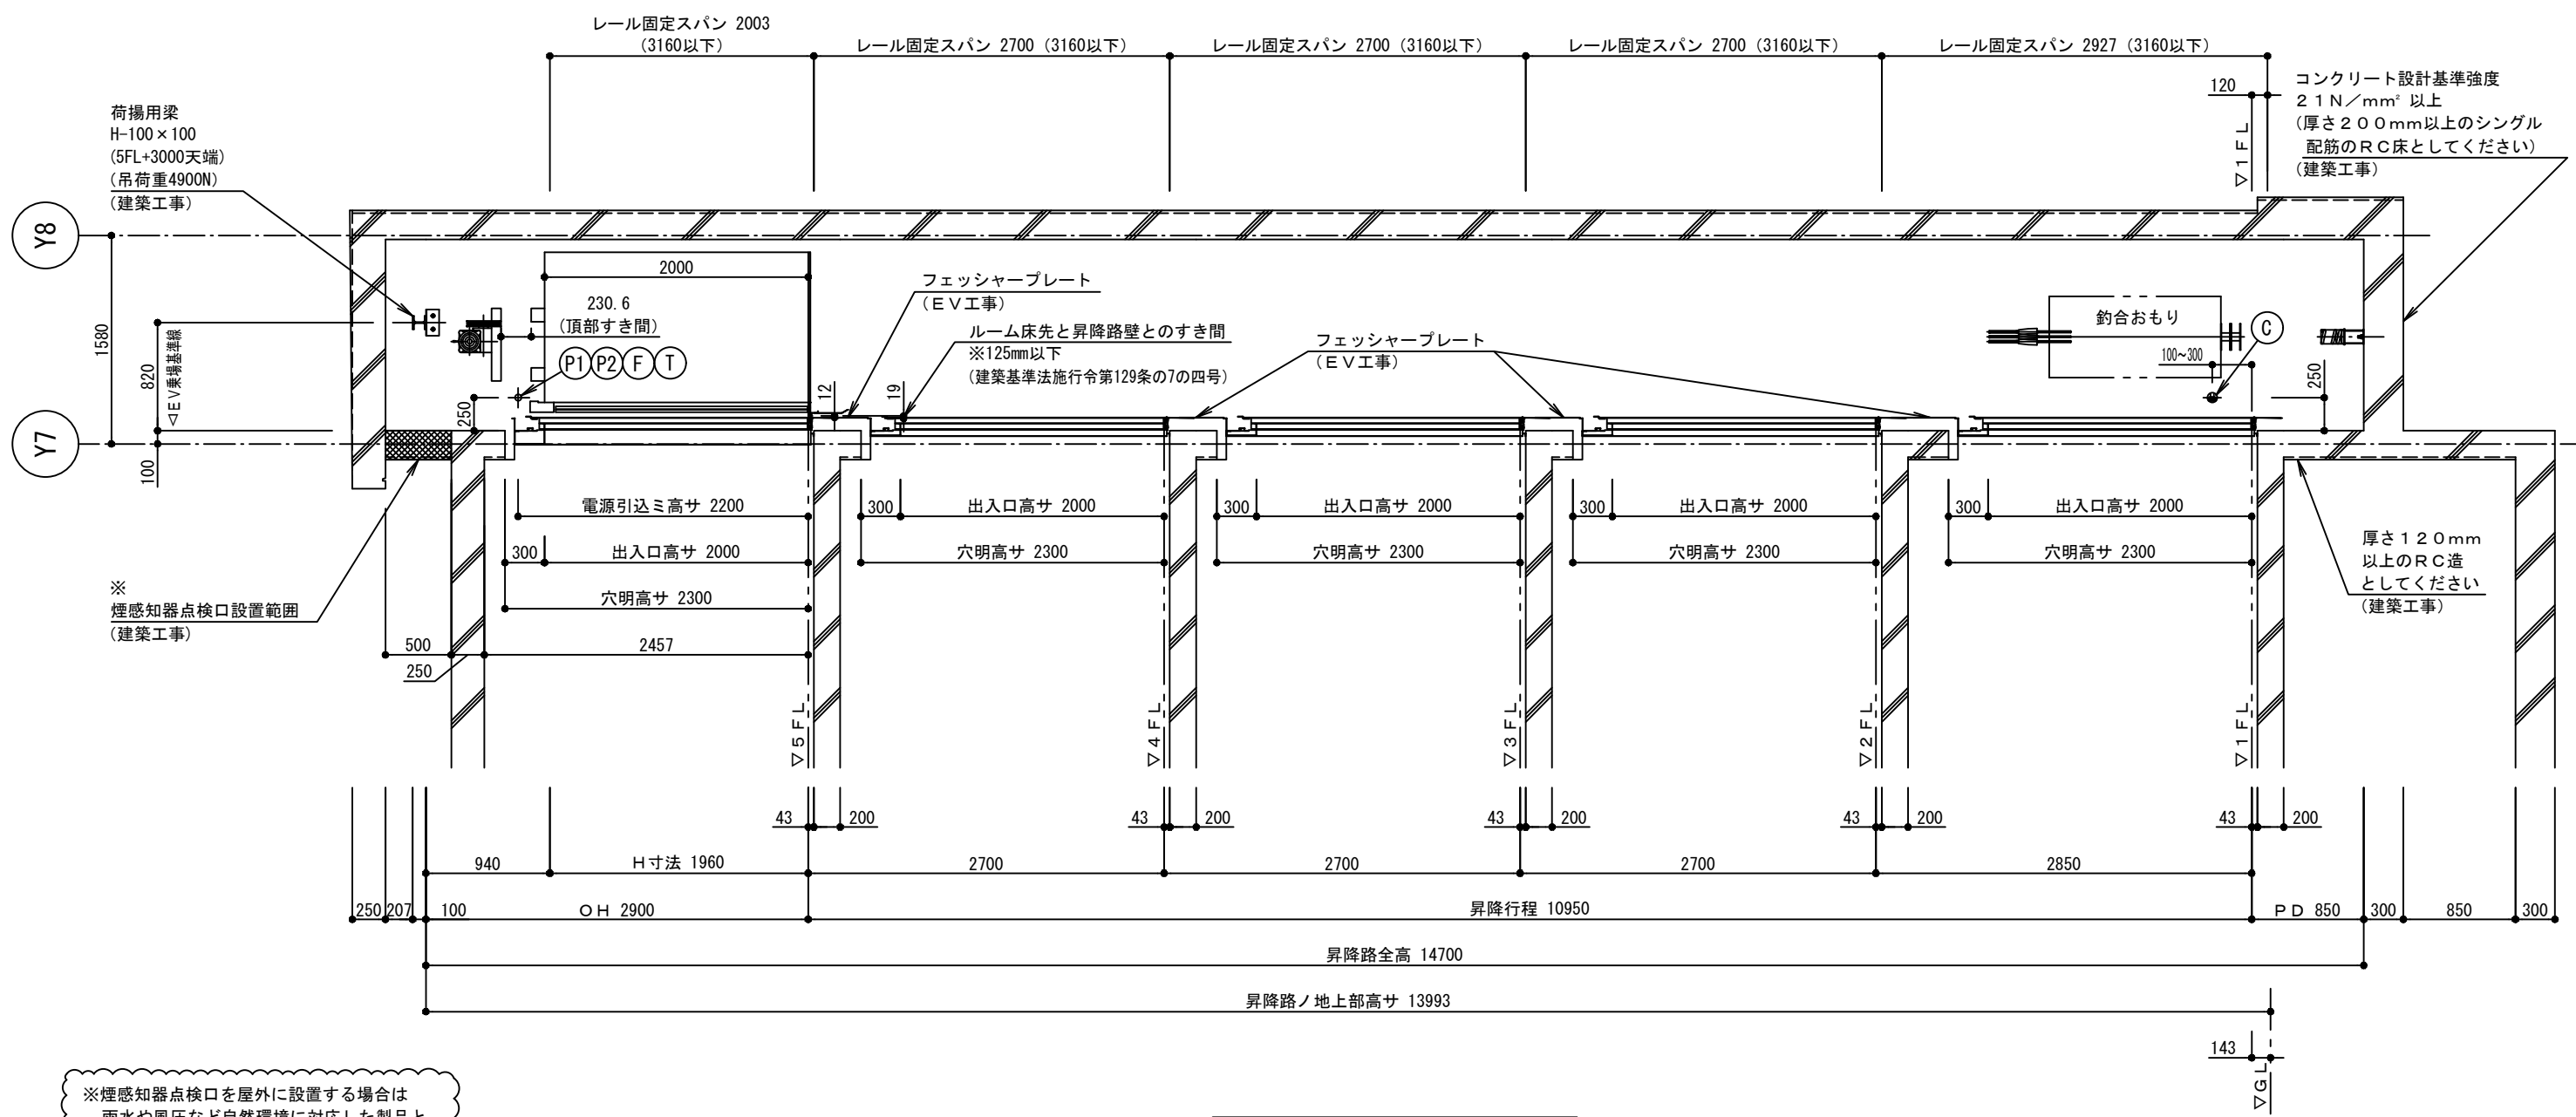 レール固定スパン 2003
(3160以下)
レール固定スパン 2700 (3160以下)
レール固定スパン 2700 (3160以下)
レール固定スパン 2700 (3160以下)
レール固定スパン 2927 (3160以下)
120
▽1FL
コンクリート設計基準強度
21N/mm² 以上
(厚さ200mm以上のシングル
配筋のRC床としてください)
(建築工事)
荷揚用梁
H-100×100
(5FL+3000天端)
(吊荷重4900N)
(建築工事)
Y8
Y7
1580
820
100
▽EV乗場基準線
250
2000
230.6
(頂部すき間)
P1 P2 F T
フェッシャープレート
(EV工事)
ルーム床先と昇降路壁とのすき間
※125mm以下
(建築基準法施行令第129条の7の四号)
12
19
フェッシャープレート
(EV工事)
釣合おもり
C
100~300
250
電源引込ミ高サ 2200
300 出入口高サ 2000
300 出入口高サ 2000
300 出入口高サ 2000
300 出入口高サ 2000
300 出入口高サ 2000
穴明高サ 2300
穴明高サ 2300
穴明高サ 2300
穴明高サ 2300
穴明高サ 2300
厚さ120mm
以上のRC造
としてください
(建築工事)
※
煙感知器点検口設置範囲
(建築工事)
500
250
2457
▽5FL
▽4FL
▽3FL
▽2FL
▽1FL
43 200
43 200
43 200
43 200
43 200
940
H寸法 1960
2700
2700
2700
2850
250 207 100
OH 2900
昇降行程 10950
PD 850
300
850
300
昇降路全高 14700
昇降路ノ地上部高サ 13993
143
▽GL
※煙感知器点検口を屋外に設置する場合は
雨水や風圧など自然環境に対応した製品と